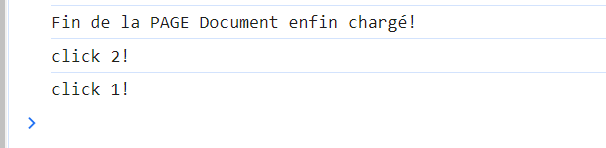 Fin de la PAGE Document enfin chargé!
click 2!
click 1!